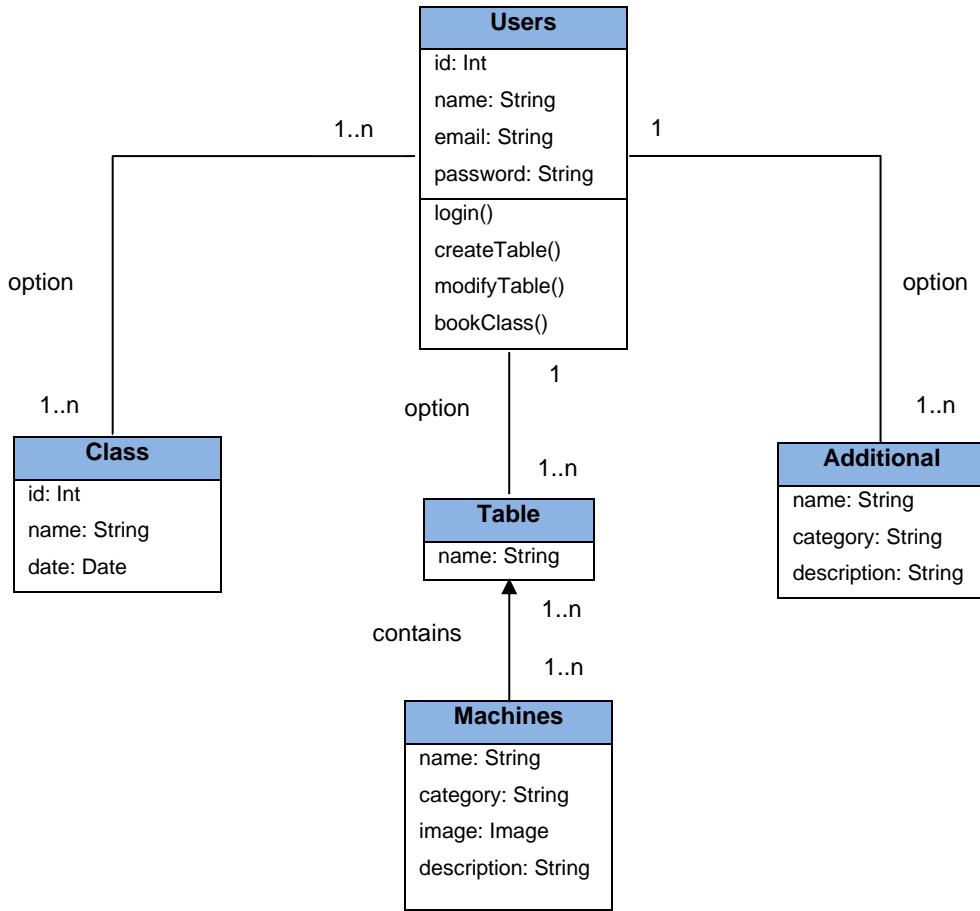 Users
id: Int
name: String
email: String
password: String
login()
createTable()
modifyTable()
bookClass()
1..n
1
option
option
1
option
1..n
1..n
1..n
Class
id: Int
name: String
date: Date
Table
name: String
Additional
name: String
category: String
description: String
contains
1..n
1..n
Machines
name: String
category: String
image: Image
description: String